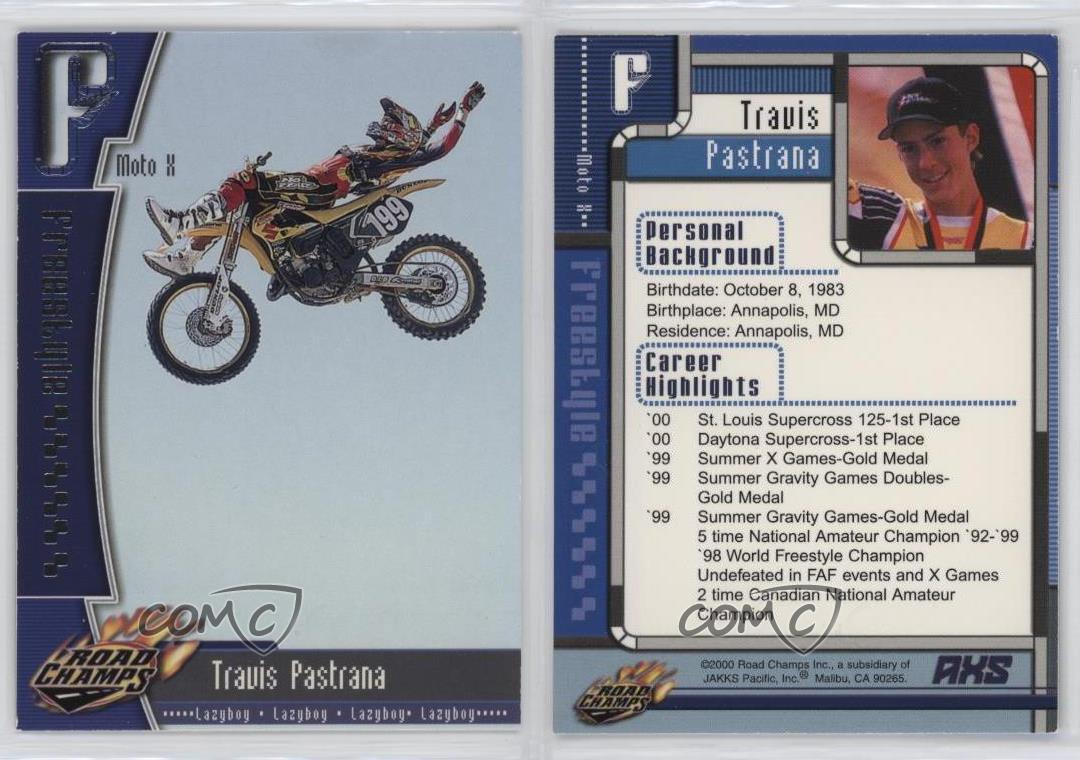 F
Moto X
Freestyle
199
ROAD
CHAMPS
Travis Pastrana
Lazyboy • Lazyboy • Lazyboy • Lazyboy
COMC
F
Moto X
Freestyle
Travis
Pastrana
Personal
Background
Birthdate: October 8, 1983
Birthplace: Annapolis, MD
Residence: Annapolis, MD
Career
Highlights
`00 St. Louis Supercross 125-1st Place
`00 Daytona Supercross-1st Place
`99 Summer X Games-Gold Medal
`99 Summer Gravity Games Doubles-
Gold Medal
`99 Summer Gravity Games-Gold Medal
5 time National Amateur Champion `92-`99
`98 World Freestyle Champion
Undefeated in FAF events and X Games
2 time Canadian National Amateur
Champion
COMC
ROAD
CHAMPS
©2000 Road Champs Inc., a subsidiary of
JAKKS Pacific, Inc.® Malibu, CA 90265.
AXS